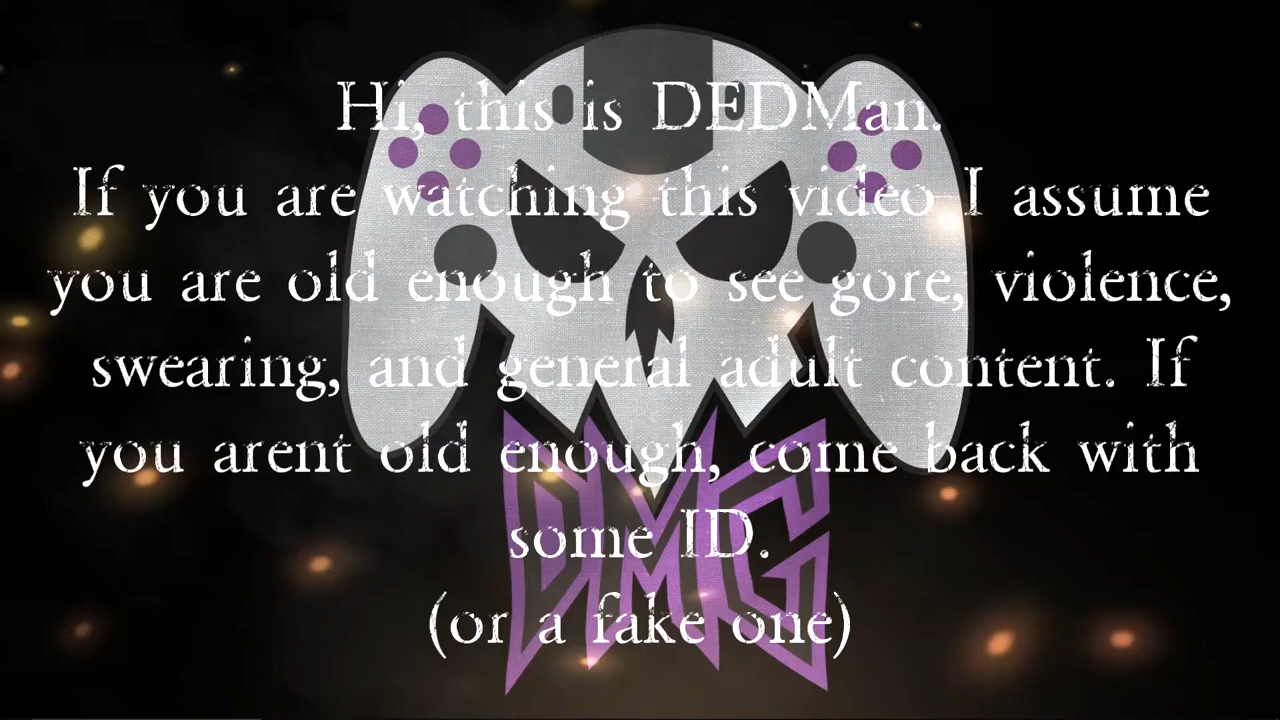 Hi, this is DEDMan.
If you are watching this video I assume
you are old enough to see gore, violence,
swearing, and general adult content. If
you arent old enough, come back with
some ID.
(or a fake one)
DMG